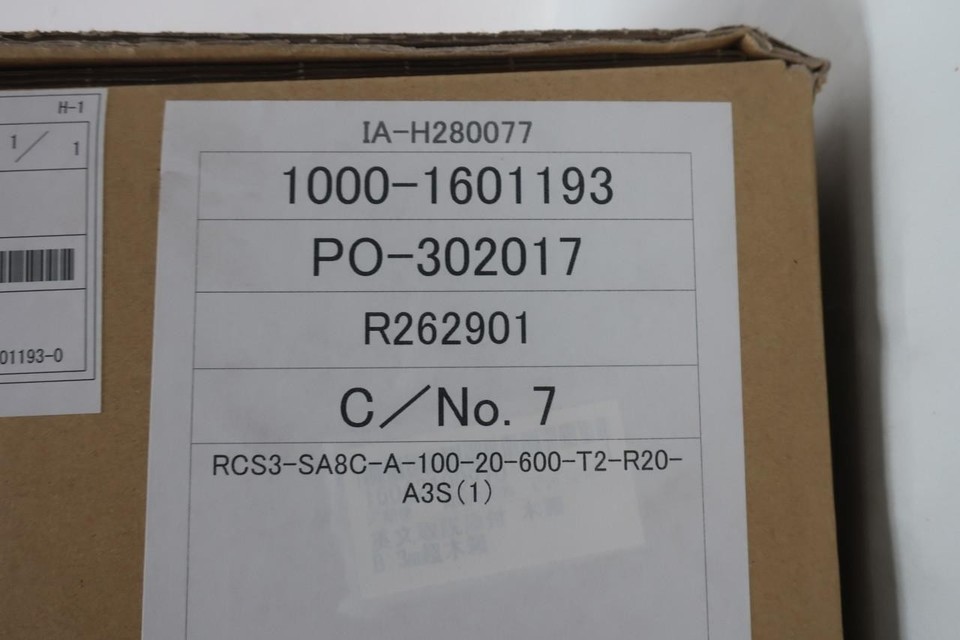 H-1
1/1
01193-0
IA-H280077
1000-1601193
PO-302017
R262901
C／No. 7
RCS3-SA8C-A-100-20-600-T2-R20-
A3S(1)